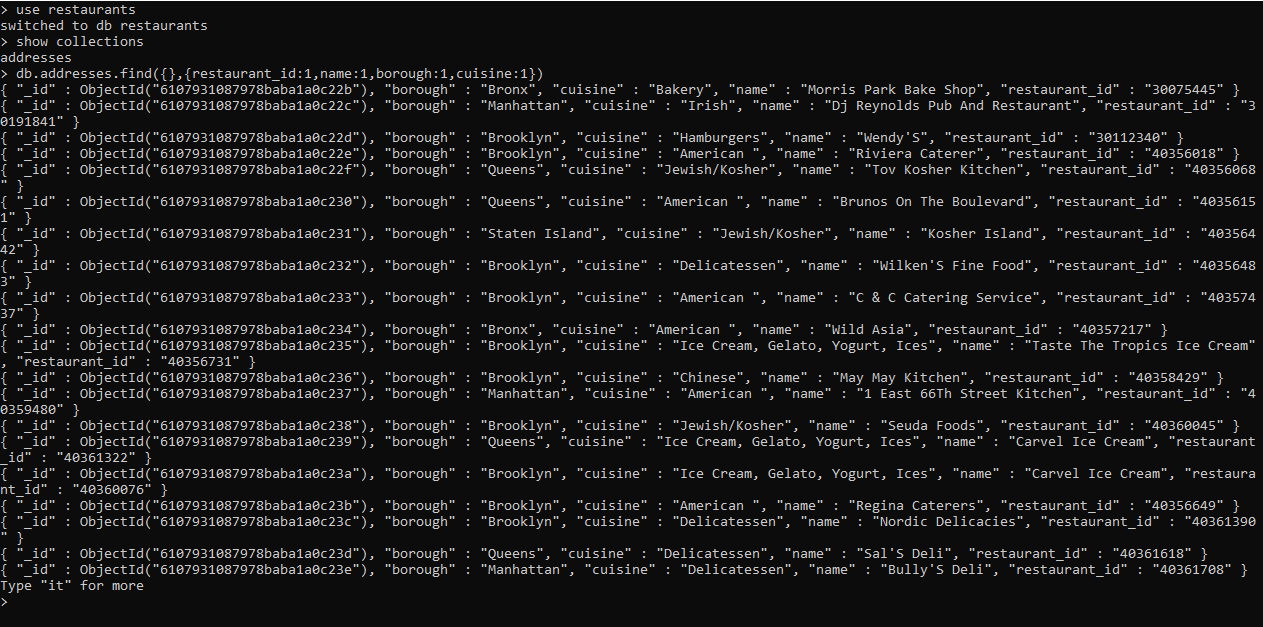 > use restaurants
switched to db restaurants
> show collections
addresses
> db.addresses.find({},{restaurant_id:1,name:1,borough:1,cuisine:1})
{ "_id" : ObjectId("6107931087978baba1a0c22b"), "borough" : "Bronx", "cuisine" : "Bakery", "name" : "Morris Park Bake Shop", "restaurant_id" : "30075445" }
{ "_id" : ObjectId("6107931087978baba1a0c22c"), "borough" : "Manhattan", "cuisine" : "Irish", "name" : "Dj Reynolds Pub And Restaurant", "restaurant_id" : "3
0191841" }
{ "_id" : ObjectId("6107931087978baba1a0c22d"), "borough" : "Brooklyn", "cuisine" : "Hamburgers", "name" : "Wendy'S", "restaurant_id" : "30112340" }
{ "_id" : ObjectId("6107931087978baba1a0c22e"), "borough" : "Brooklyn", "cuisine" : "American ", "name" : "Riviera Caterer", "restaurant_id" : "40356018" }
{ "_id" : ObjectId("6107931087978baba1a0c22f"), "borough" : "Queens", "cuisine" : "Jewish/Kosher", "name" : "Tov Kosher Kitchen", "restaurant_id" : "40356068
" }
{ "_id" : ObjectId("6107931087978baba1a0c230"), "borough" : "Queens", "cuisine" : "American ", "name" : "Brunos On The Boulevard", "restaurant_id" : "4035615
1" }
{ "_id" : ObjectId("6107931087978baba1a0c231"), "borough" : "Staten Island", "cuisine" : "Jewish/Kosher", "name" : "Kosher Island", "restaurant_id" : "403564
42" }
{ "_id" : ObjectId("6107931087978baba1a0c232"), "borough" : "Brooklyn", "cuisine" : "Delicatessen", "name" : "Wilken'S Fine Food", "restaurant_id" : "4035648
3" }
{ "_id" : ObjectId("6107931087978baba1a0c233"), "borough" : "Brooklyn", "cuisine" : "American ", "name" : "C & C Catering Service", "restaurant_id" : "403574
37" }
{ "_id" : ObjectId("6107931087978baba1a0c234"), "borough" : "Bronx", "cuisine" : "American ", "name" : "Wild Asia", "restaurant_id" : "40357217" }
{ "_id" : ObjectId("6107931087978baba1a0c235"), "borough" : "Brooklyn", "cuisine" : "Ice Cream, Gelato, Yogurt, Ices", "name" : "Taste The Tropics Ice Cream"
, "restaurant_id" : "40356731" }
{ "_id" : ObjectId("6107931087978baba1a0c236"), "borough" : "Brooklyn", "cuisine" : "Chinese", "name" : "May May Kitchen", "restaurant_id" : "40358429" }
{ "_id" : ObjectId("6107931087978baba1a0c237"), "borough" : "Manhattan", "cuisine" : "American ", "name" : "1 East 66Th Street Kitchen", "restaurant_id" : "4
0359480" }
{ "_id" : ObjectId("6107931087978baba1a0c238"), "borough" : "Brooklyn", "cuisine" : "Jewish/Kosher", "name" : "Seuda Foods", "restaurant_id" : "40360045" }
{ "_id" : ObjectId("6107931087978baba1a0c239"), "borough" : "Queens", "cuisine" : "Ice Cream, Gelato, Yogurt, Ices", "name" : "Carvel Ice Cream", "restaurant
_id" : "40361322" }
{ "_id" : ObjectId("6107931087978baba1a0c23a"), "borough" : "Brooklyn", "cuisine" : "Ice Cream, Gelato, Yogurt, Ices", "name" : "Carvel Ice Cream", "restaura
nt_id" : "40360076" }
{ "_id" : ObjectId("6107931087978baba1a0c23b"), "borough" : "Brooklyn", "cuisine" : "American ", "name" : "Regina Caterers", "restaurant_id" : "40356649" }
{ "_id" : ObjectId("6107931087978baba1a0c23c"), "borough" : "Brooklyn", "cuisine" : "Delicatessen", "name" : "Nordic Delicacies", "restaurant_id" : "40361390
" }
{ "_id" : ObjectId("6107931087978baba1a0c23d"), "borough" : "Queens", "cuisine" : "Delicatessen", "name" : "Sal'S Deli", "restaurant_id" : "40361618" }
{ "_id" : ObjectId("6107931087978baba1a0c23e"), "borough" : "Manhattan", "cuisine" : "Delicatessen", "name" : "Bully'S Deli", "restaurant_id" : "40361708" }
Type "it" for more
>